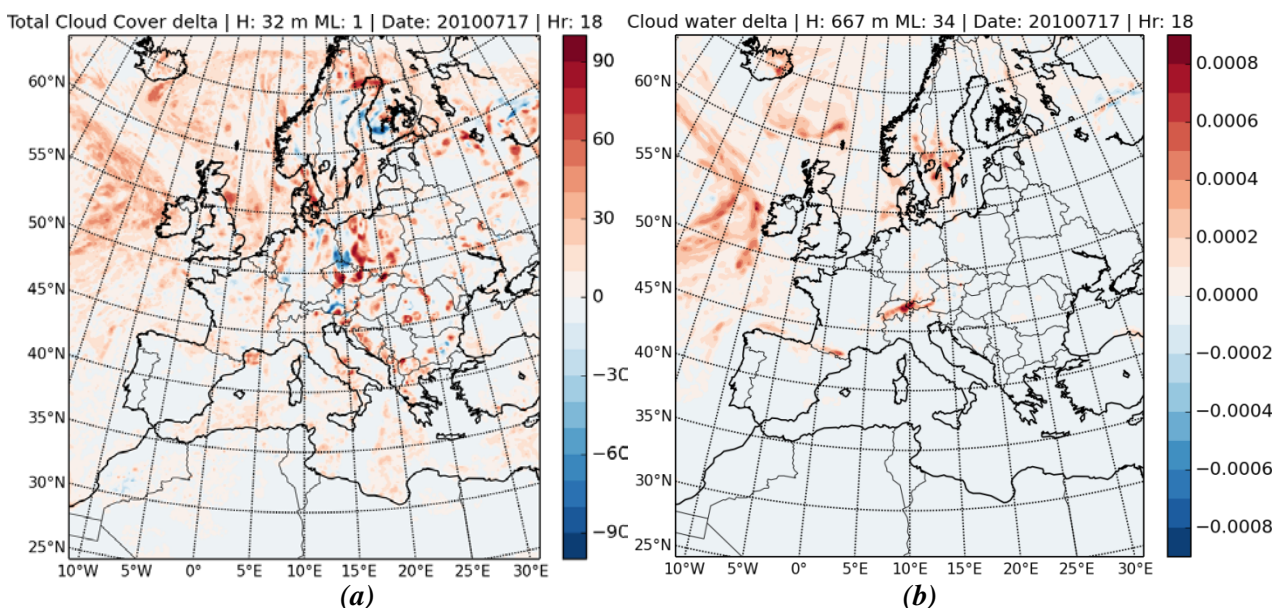 Total Cloud Cover delta | H: 32 m ML: 1 | Date: 20100717 | Hr: 18
60°N
55°N
50°N
45°N
40°N
35°N
30°N
25°N
10°W
5°W
0°
5°E
10°E
15°E
20°E
25°E
30°E
90
60
30
0
−30
−60
−90
(a)
Cloud water delta | H: 667 m ML: 34 | Date: 20100717 | Hr: 18
60°N
55°N
50°N
45°N
40°N
35°N
30°N
25°N
10°W
5°W
0°
5°E
10°E
15°E
20°E
25°E
30°E
0.0008
0.0006
0.0004
0.0002
0.0000
−0.0002
−0.0004
−0.0006
−0.0008
(b)